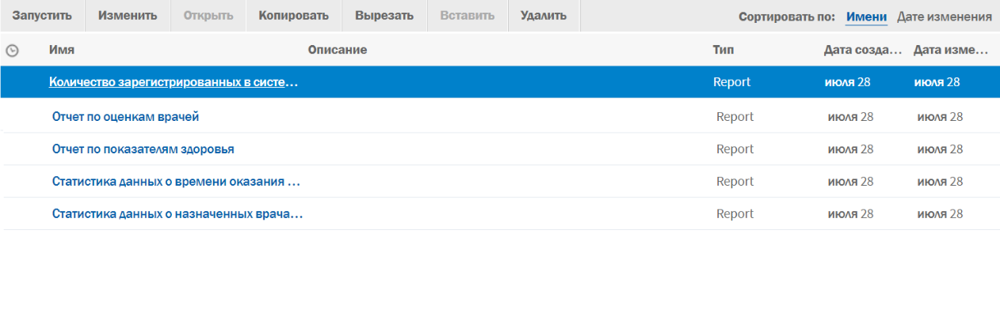 Запустить Изменить Открыть Копировать Вырезать Вставить Удалить Сортировать по: Имени Дате изменения
Имя Описание Тип Дата созда... Дата изме...
Количество зарегистрированных в систе... Report июля 28 июля 28
Отчет по оценкам врачей Report июля 28 июля 28
Отчет по показателям здоровья Report июля 28 июля 28
Статистика данных о времени оказания ... Report июля 28 июля 28
Статистика данных о назначенных врача... Report июля 28 июля 28